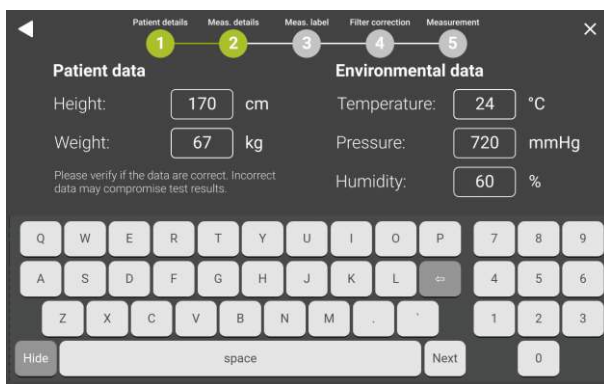 Patient details Meas. details Meas. label Filter correction Measurement
1 2 3 4 5
Patient data
Height: 170 cm
Weight: 67 kg
Please verify if the data are correct. Incorrect
data may compromise test results.
Environmental data
Temperature: 24 °C
Pressure: 720 mmHg
Humidity: 60 %
Q W E R T Y U I O P 7 8 9
A S D F G H J K L 4 5 6
Z X C V B N M . ` 1 2 3
Hide space Next 0